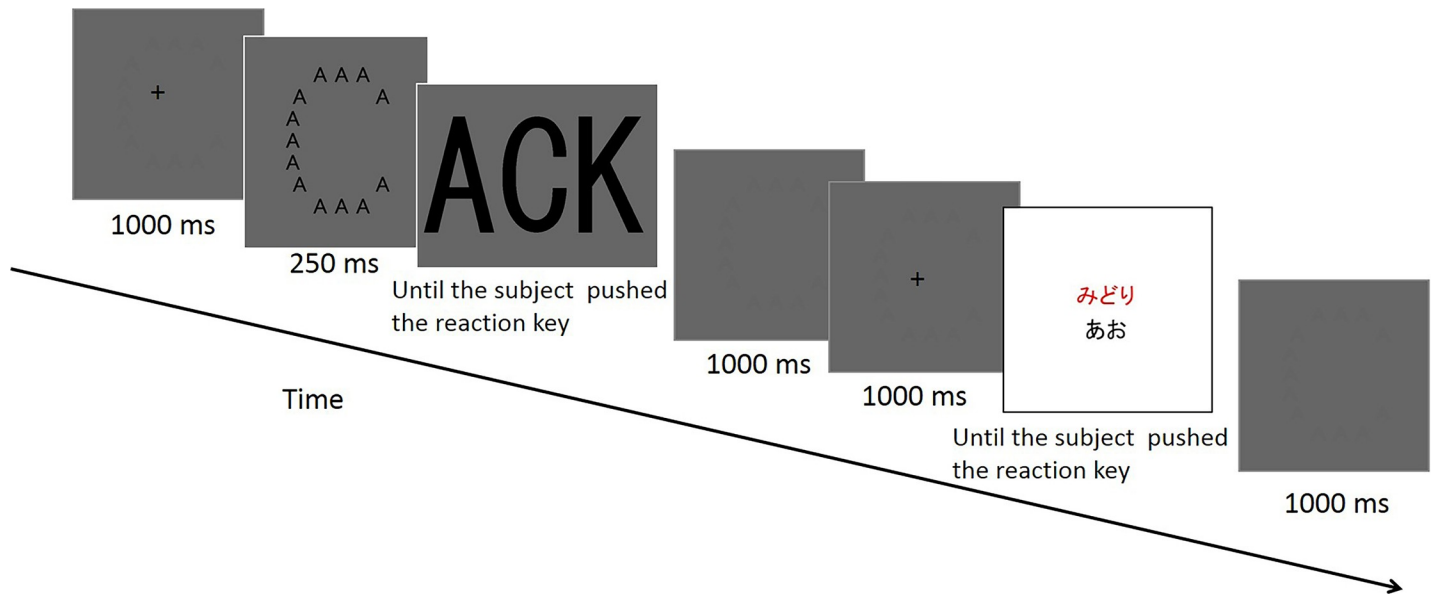 +
1000 ms
A A A
A A
A
A
A
A A
A A A
250 ms
ACK
Until the subject pushed
the reaction key
1000 ms
+
1000 ms
みどり
あお
Until the subject pushed
the reaction key
1000 ms
Time